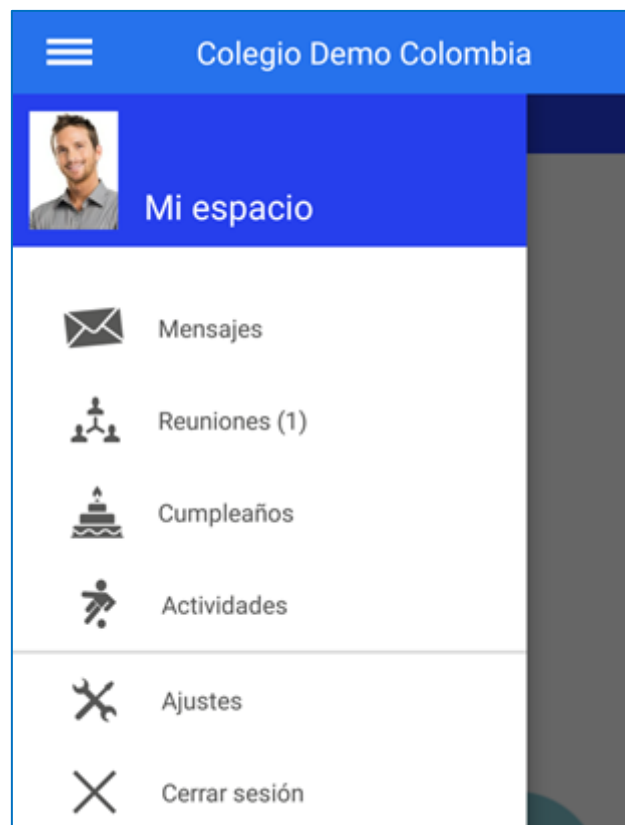 Colegio Demo Colombia
Mi espacio
Mensajes
Reuniones (1)
Cumpleaños
Actividades
Ajustes
Cerrar sesión